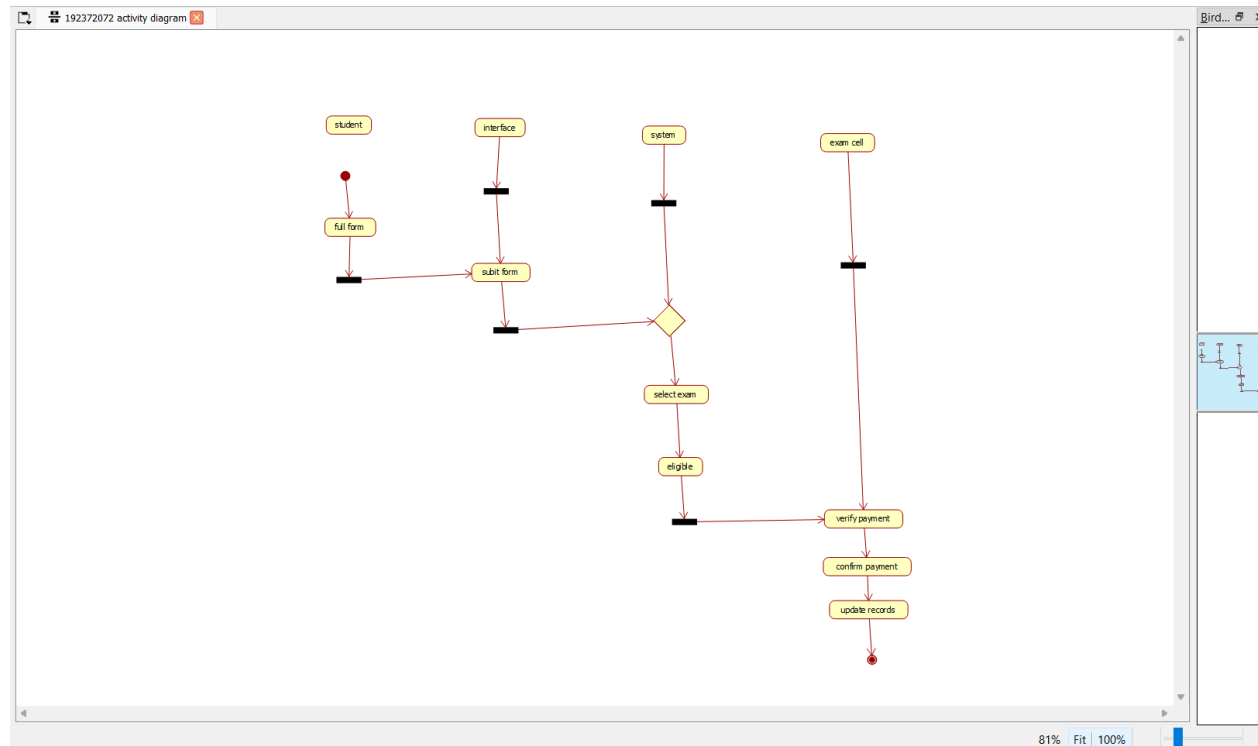 192372072 activity diagram
Bird...
student
interface
system
exam cell
full form
subit form
select exam
eligible
verify payment
confirm payment
update records
81% Fit 100%